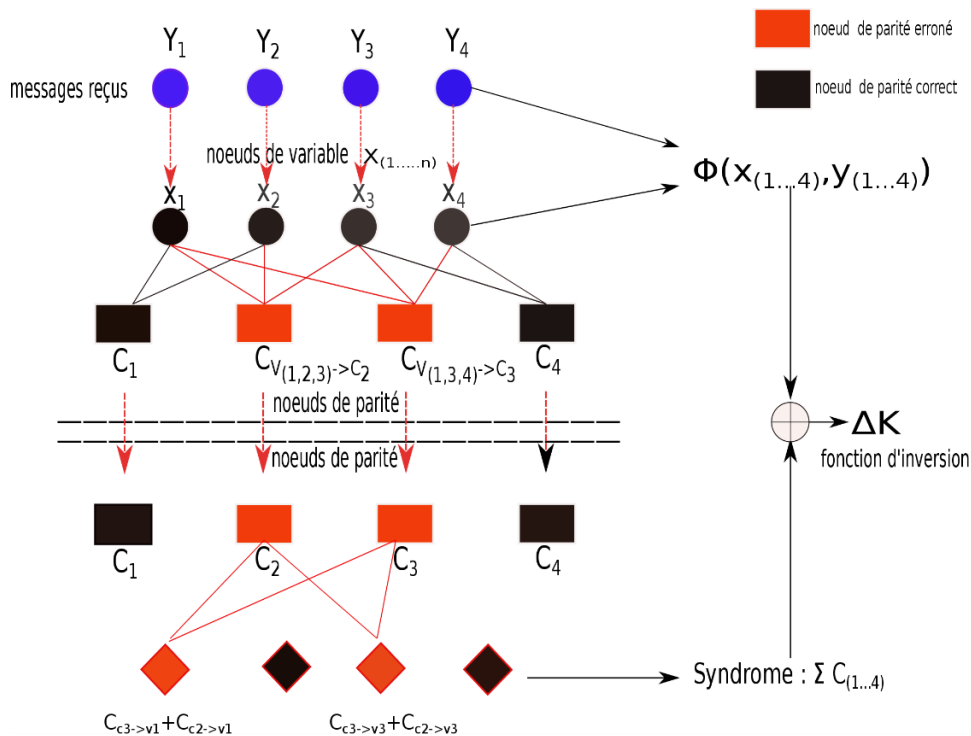 Y1 Y2 Y3 Y4
noeud de parité erroné
messages reçus
noeud de parité correct
noeuds de variable x(1.....n)
x1 x2 x3 x4
Φ(x(1...4),y(1...4))
C1 CV(1,2,3)->C2 CV(1,3,4)->C3 C4
noeuds de parité
ΔK
noeuds de parité
fonction d'inversion
C1 C2 C3 C4
Syndrome : Σ C(1...4)
Cc3->v1+Cc2->v1 Cc3->v3+Cc2->v3